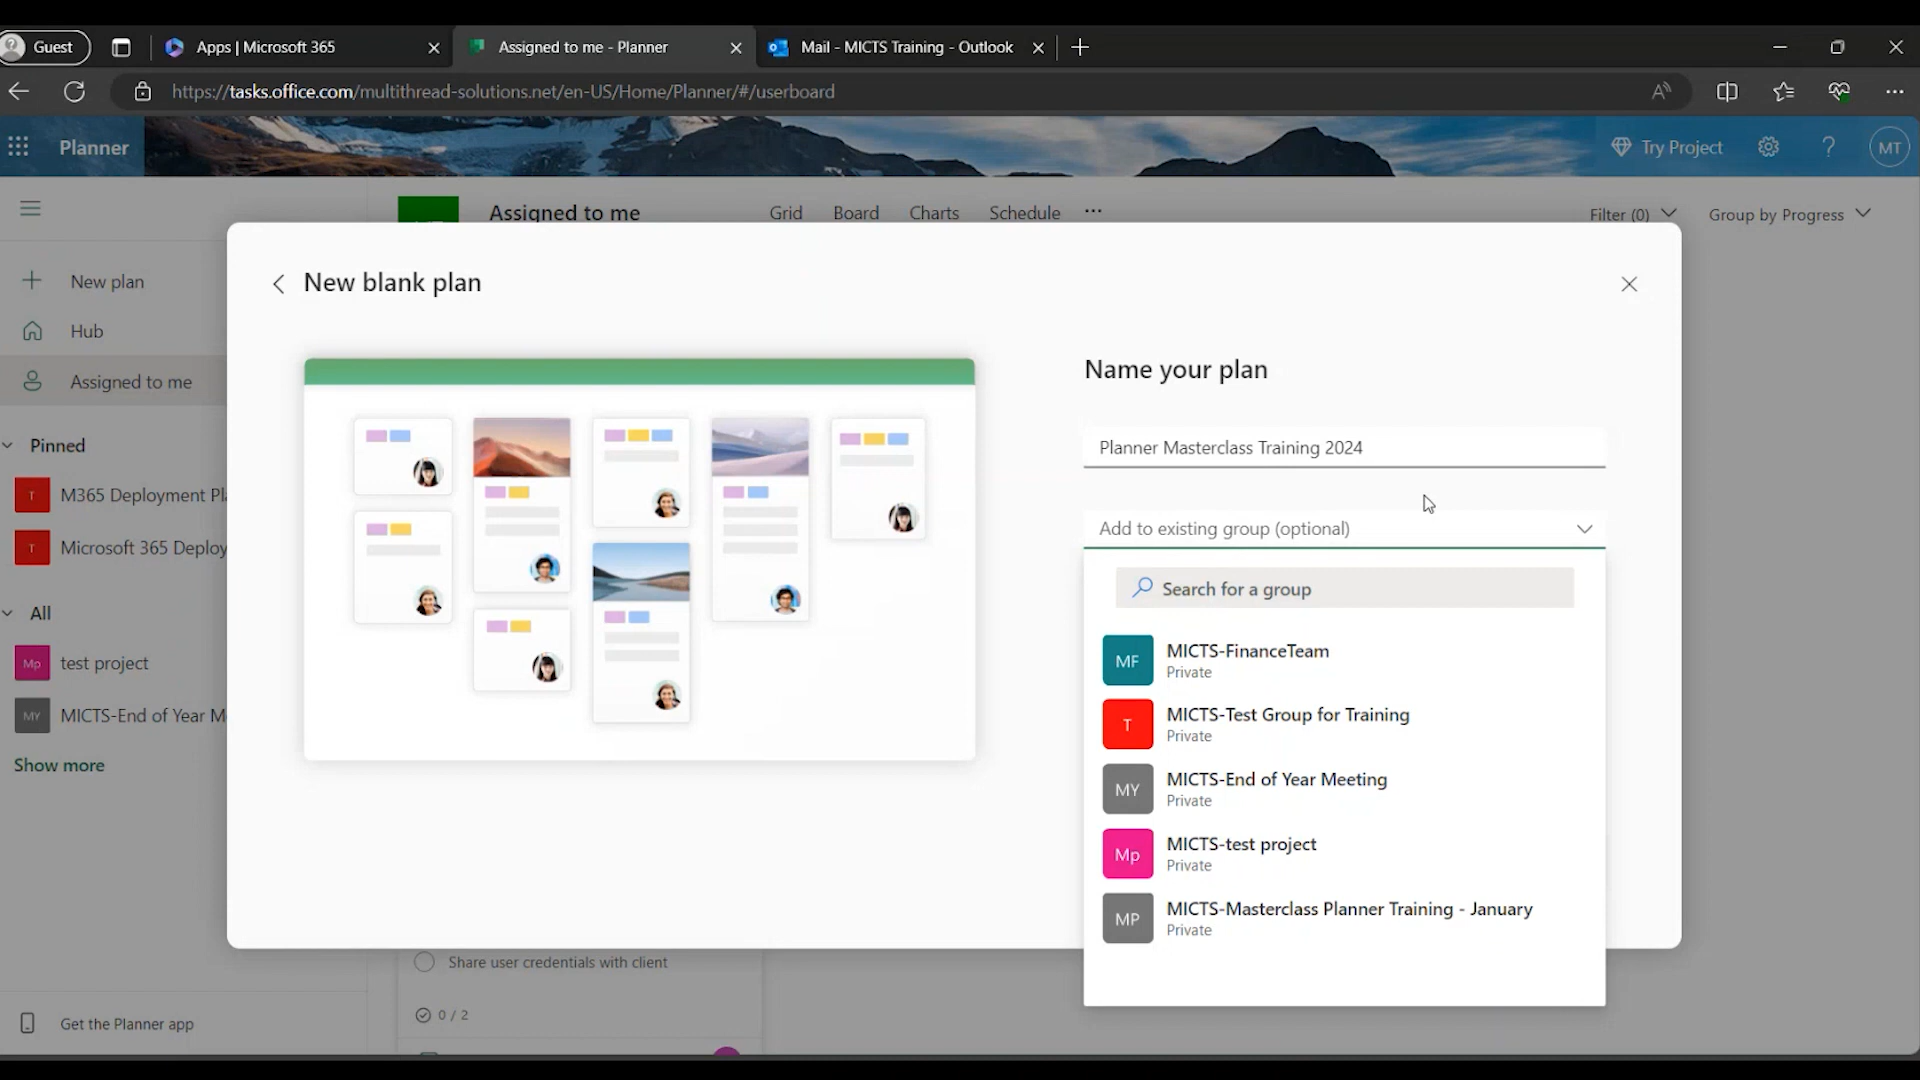 Guest
Apps | Microsoft 365
Assigned to me - Planner
Mail - MICTS Training - Outlook
https://tasks.office.com/multithread-solutions.net/en-US/Home/Planner/#/userboard
Planner
Try Project
MT
Assigned to me
Grid
Board
Charts
Schedule
Filter (0)
Group by Progress
New plan
Hub
Assigned to me
Pinned
T
M365 Deployment Pl
T
Microsoft 365 Deploy
All
Mp
test project
MY
MICTS-End of Year M
Show more
Get the Planner app
New blank plan
Name your plan
Planner Masterclass Training 2024
Add to existing group (optional)
Search for a group
MF
MICTS-FinanceTeam
Private
T
MICTS-Test Group for Training
Private
MY
MICTS-End of Year Meeting
Private
Mp
MICTS-test project
Private
MP
MICTS-Masterclass Planner Training - January
Private
Share user credentials with client
0 / 2